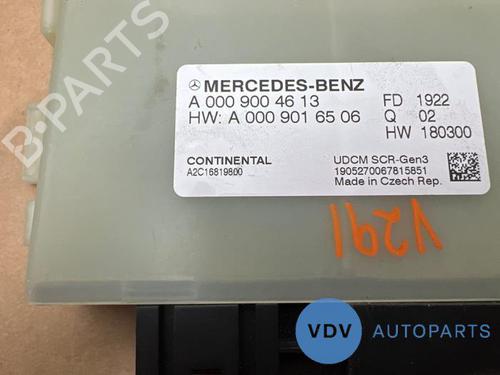 MERCEDES-BENZ
A 000 900 46 13 FD 1922
HW: A 000 901 65 06 Q 02
HW 180300
CONTINENTAL UDCM SCR-Gen3
A2C16819800 1905270067815851
Made in Czech Rep.
V291
VDV AUTOPARTS